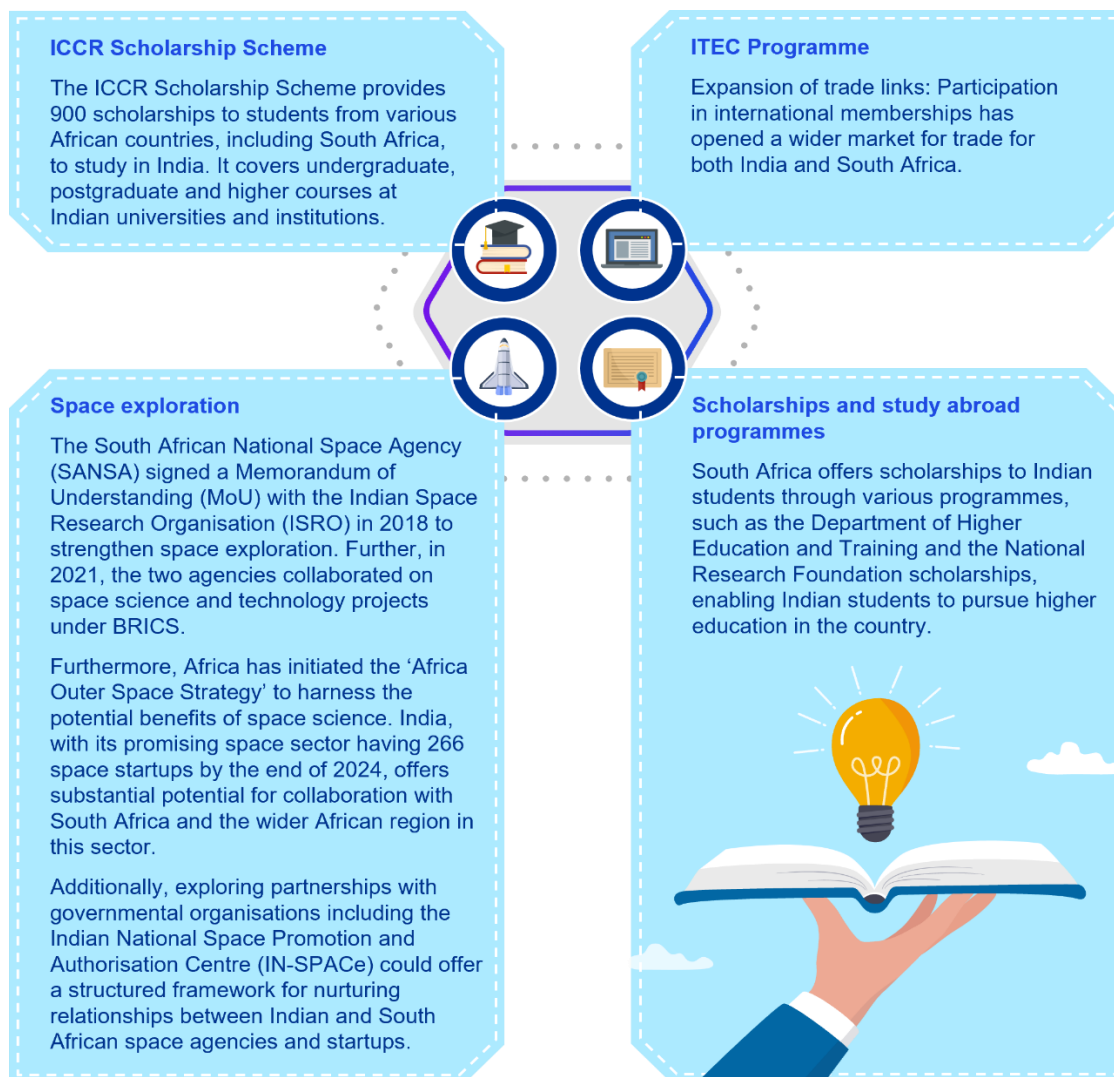 ICCR Scholarship Scheme
The ICCR Scholarship Scheme provides
900 scholarships to students from various
African countries, including South Africa,
to study in India. It covers undergraduate,
postgraduate and higher courses at
Indian universities and institutions.
ITEC Programme
Expansion of trade links: Participation
in international memberships has
opened a wider market for trade for
both India and South Africa.
Space exploration
The South African National Space Agency
(SANSA) signed a Memorandum of
Understanding (MoU) with the Indian Space
Research Organisation (ISRO) in 2018 to
strengthen space exploration. Further, in
2021, the two agencies collaborated on
space science and technology projects
under BRICS.
Furthermore, Africa has initiated the ‘Africa
Outer Space Strategy’ to harness the
potential benefits of space science. India,
with its promising space sector having 266
space startups by the end of 2024, offers
substantial potential for collaboration with
South Africa and the wider African region in
this sector.
Additionally, exploring partnerships with
governmental organisations including the
Indian National Space Promotion and
Authorisation Centre (IN-SPACe) could offer
a structured framework for nurturing
relationships between Indian and South
African space agencies and startups.
Scholarships and study abroad
programmes
South Africa offers scholarships to Indian
students through various programmes,
such as the Department of Higher
Education and Training and the National
Research Foundation scholarships,
enabling Indian students to pursue higher
education in the country.